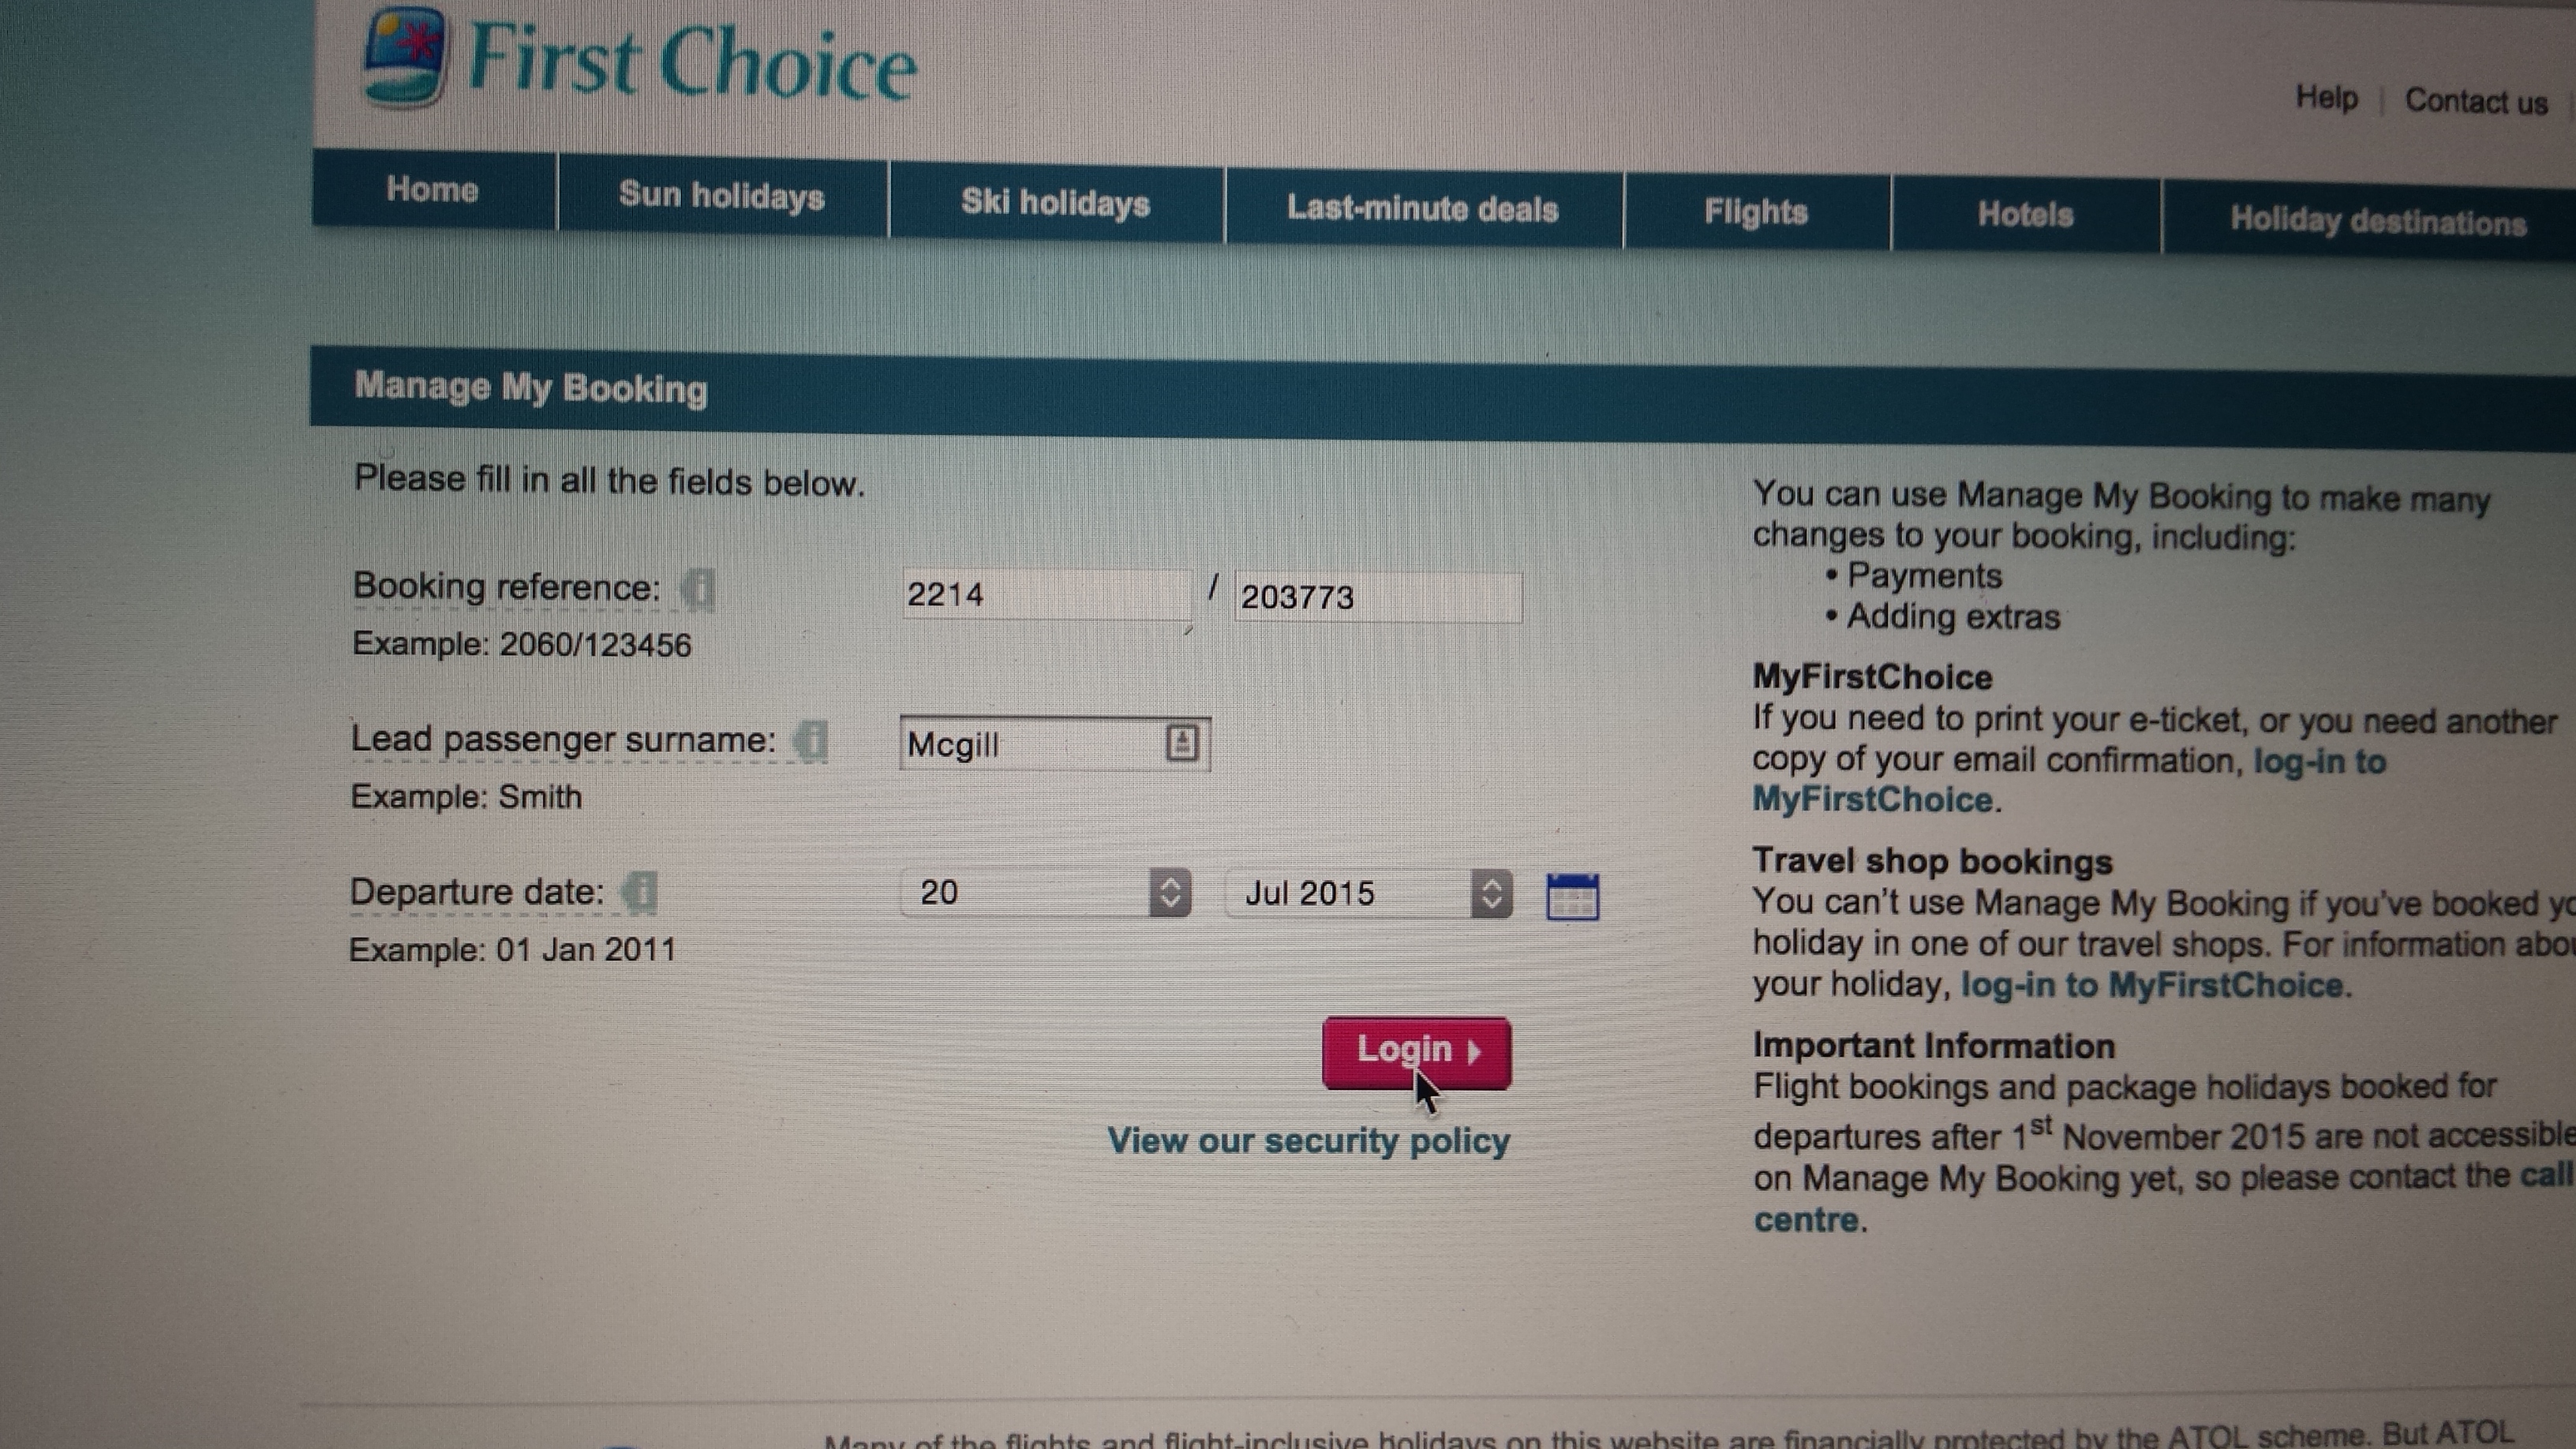 First Choice
Help | Contact us
Home
Sun holidays
Ski holidays
Last-minute deals
Flights
Hotels
Holiday destinations
Manage My Booking
Please fill in all the fields below.
Booking reference:
2214 / 203773
Example: 2060/123456
Lead passenger surname:
Mcgill
Example: Smith
Departure date:
20
Jul 2015
Example: 01 Jan 2011
Login
View our security policy
You can use Manage My Booking to make many
changes to your booking, including:
• Payments
• Adding extras
MyFirstChoice
If you need to print your e-ticket, or you need another
copy of your email confirmation, log-in to
MyFirstChoice.
Travel shop bookings
You can't use Manage My Booking if you've booked
holiday in one of our travel shops. For information
your holiday, log-in to MyFirstChoice.
Important Information
Flight bookings and package holidays booked for
departures after 1st November 2015 are not accessible
on Manage My Booking yet, so please contact the call
centre.
Many of the flights and flight-inclusive holidays on this website are financially protected by the ATOL scheme. But ATOL